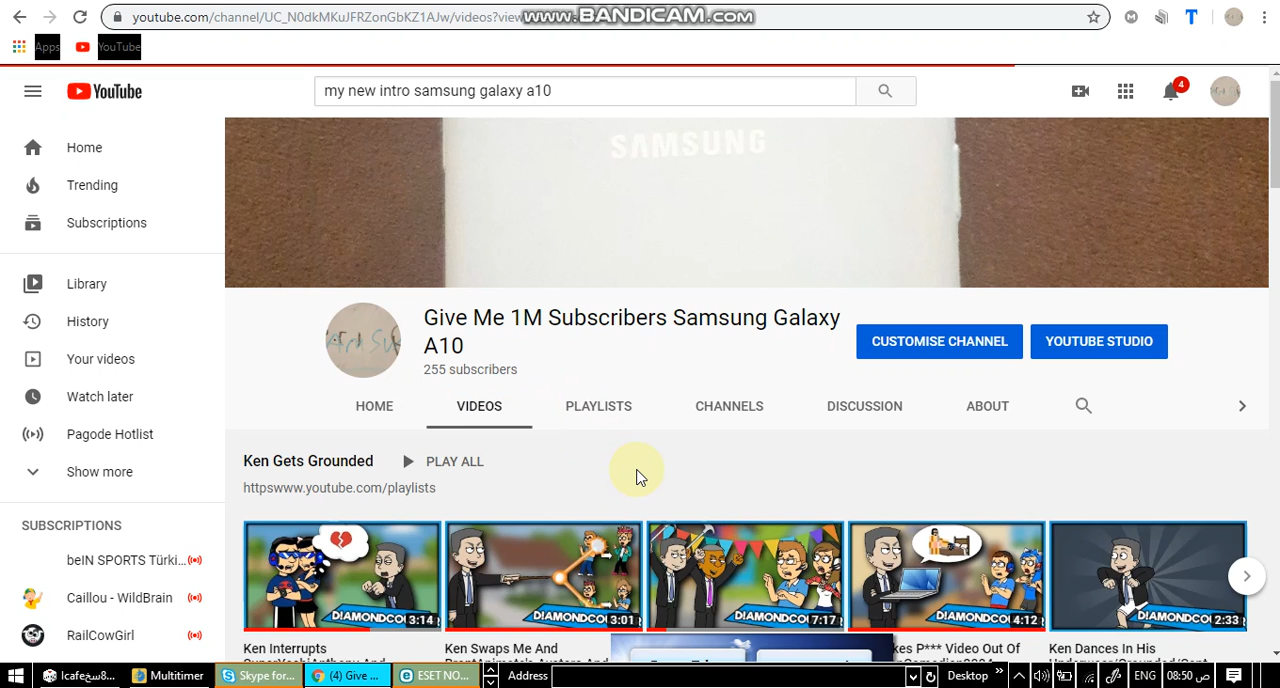 youtube.com/channel/UC_N0dkMKuJFRZonGbKZ1AJw/videos?view
www.BANDICAM.com
Apps
YouTube
YouTube
my new intro samsung galaxy a10
4
SAMSUNG
Home
Trending
Subscriptions
Library
History
Your videos
Watch later
Pagode Hotlist
Show more
SUBSCRIPTIONS
beIN SPORTS Türki...
Caillou - WildBrain
RailCowGirl
Give Me 1M Subscribers Samsung Galaxy
A10
255 subscribers
CUSTOMISE CHANNEL
YOUTUBE STUDIO
HOME
VIDEOS
PLAYLISTS
CHANNELS
DISCUSSION
ABOUT
Ken Gets Grounded
PLAY ALL
httpswww.youtube.com/playlists
3:14
3:01
7:17
4:12
2:33
Ken Interrupts
Ken Swaps Me And
kes P*** Video Out Of
Ken Dances In His
Multitimer
Skype for...
(4) Give ...
ESET NO...
Address
Desktop
ENG
08:50 ص